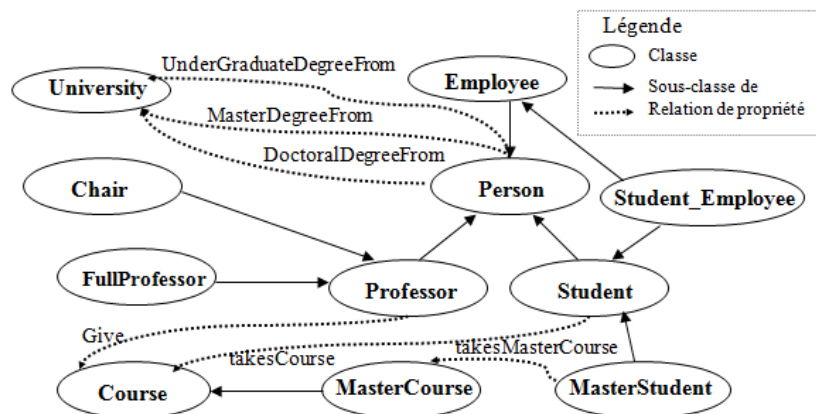 Légende
Classe
Sous-classe de
Relation de propriété
UnderGraduateDegreeFrom
University
Employee
MasterDegreeFrom
DoctoralDegreeFrom
Chair
Person
Student_Employee
FullProfessor
Professor
Student
Give
takesCourse
takesMasterCourse
Course
MasterCourse
MasterStudent